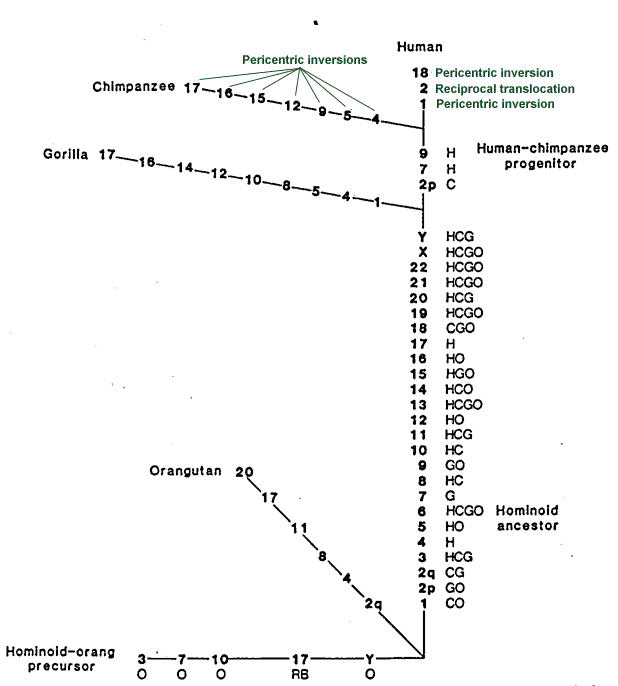 Human
Pericentric inversions
18 Pericentric inversion
Chimpanzee 17 16 15 12 9 5 4
2 Reciprocal translocation
1 Pericentric inversion
9 H Human-chimpanzee
7 H progenitor
2p C
Gorilla 17 16 14 12 10 8 5 4 1
Y HCG
X HCGO
22 HCGO
21 HCGO
20 HCG
19 HCGO
18 CGO
17 H
16 HO
15 HGO
14 HCO
13 HCGO
12 HO
11 HCG
10 HC
9 GO
8 HC
7 G
6 HCGO Hominoid
5 HO ancestor
4 H
3 HCG
2q CG
2p GO
1 CO
Orangutan 20
17
11
8
4
2q
Hominoid-orang
precursor
3 7 10 17 Y
O O O RB O